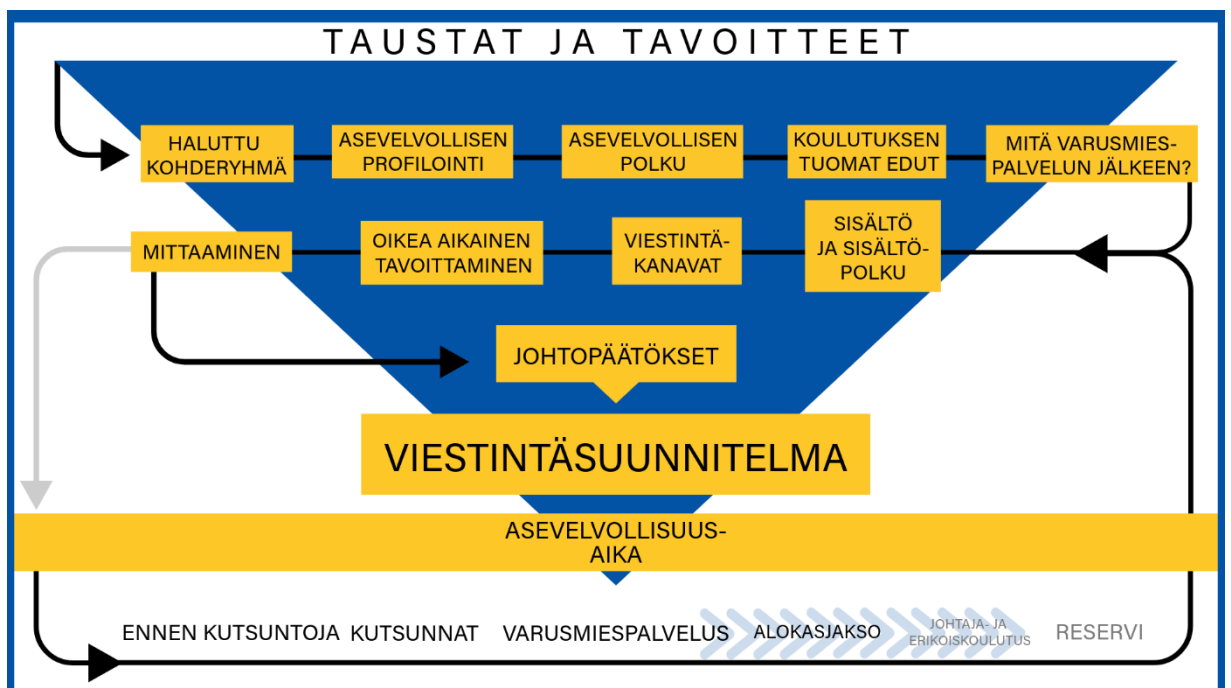 TAUSTAT JA TAVOITTEET
HALUTTU
KOHDERYHMÄ
ASEVELVOLLISEN
PROFILOINTI
ASEVELVOLLISEN
POLKU
KOULUTUKSEN
TUOMAT EDUT
MITÄ VARUSMIES-
PALVELUN JÄLKEEN?
MITTAAMINEN
OIKEA AIKAINEN
TAVOITTAMINEN
VIESTINTÄ-
KANAVAT
SISÄLTÖ
JA SISÄLTÖ-
POLKU
JOHTOPÄÄTÖKSET
VIESTINTÄSUUNNITELMA
ASEVELVOLLISUUS-
AIKA
ENNEN KUTSUNTOJA
KUTSUNNAT
VARUSMIESPALVELUS
ALOKASJAKSO
JOHTAJA- JA
ERIKOISKOULUTUS
RESERVI